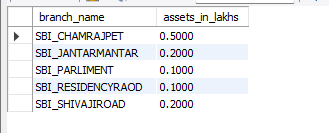 branch_name assets_in_lakhs
SBI_CHAMRAJPET 0.5000
SBI_JANTARMANTAR 0.2000
SBI_PARLIMENT 0.1000
SBI_RESIDENCYRAOD 0.1000
SBI_SHIVAJIROAD 0.2000